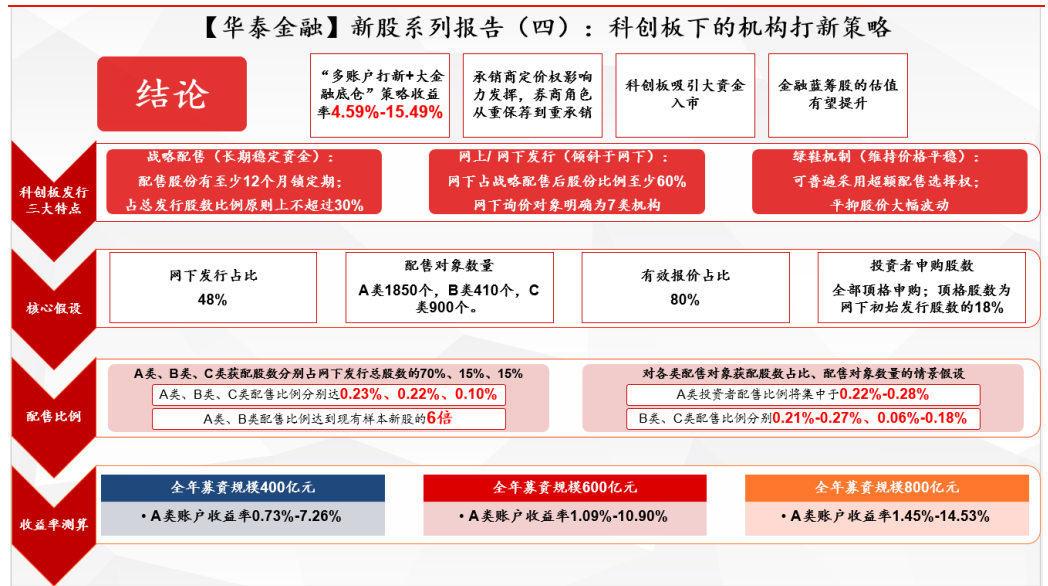 【华泰金融】新股系列报告（四）：科创板下的机构打新策略
结论
“多账户打新+大金
融底仓”策略收益
率4.59%-15.49%
承销商定价权影响
力发挥，券商角色
从重保荐到重承销
科创板吸引大资金
入市
金融蓝筹股的估值
有望提升
科创板发行
三大特点
战略配售（长期稳定资金）：
配售股份有至少12个月锁定期；
占总发行股数比例原则上不超过30%
网上/网下发行（倾斜于网下）：
网下占战略配售后股份比例至少60%
网下询价对象明确为7类机构
绿鞋机制（维持价格平稳）：
可普遍采用超额配售选择权；
平抑股价大幅波动
核心假设
网下发行占比
48%
配售对象数量
A类1850个，B类410个，C
类900个。
有效报价占比
80%
投资者申购股数
全部顶格申购；顶格股数为
网下初始发行股数的18%
配售比例
A类、B类、C类获配股数分别占网下发行总股数的70%、15%、15%
A类、B类、C类配售比例分别达0.23%、0.22%、0.10%
A类、B类配售比例达到现有样本新股的6倍
对各类配售对象获配股数占比、配售对象数量的情景假设
A类投资者配售比例将集中于0.22%-0.28%
B类、C类配售比例分别0.21%-0.27%、0.06%-0.18%
收益率测算
全年募资规模400亿元
• A类账户收益率0.73%-7.26%
全年募资规模600亿元
• A类账户收益率1.09%-10.90%
全年募资规模800亿元
• A类账户收益率1.45%-14.53%